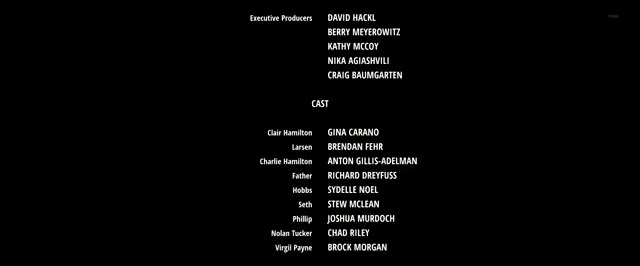 Executive Producers DAVID HACKL
BERRY MEYEROWITZ
KATHY MCCOY
NIKA AGIASHVILI
CRAIG BAUMGARTEN
CAST
Clair Hamilton GINA CARANO
Larsen BRENDAN FEHR
Charlie Hamilton ANTON GILLIS-ADELMAN
Father RICHARD DREYFUSS
Hobbs SYDELLE NOEL
Seth STEW MCLEAN
Phillip JOSHUA MURDOCH
Nolan Tucker CHAD RILEY
Virgil Payne BROCK MORGAN